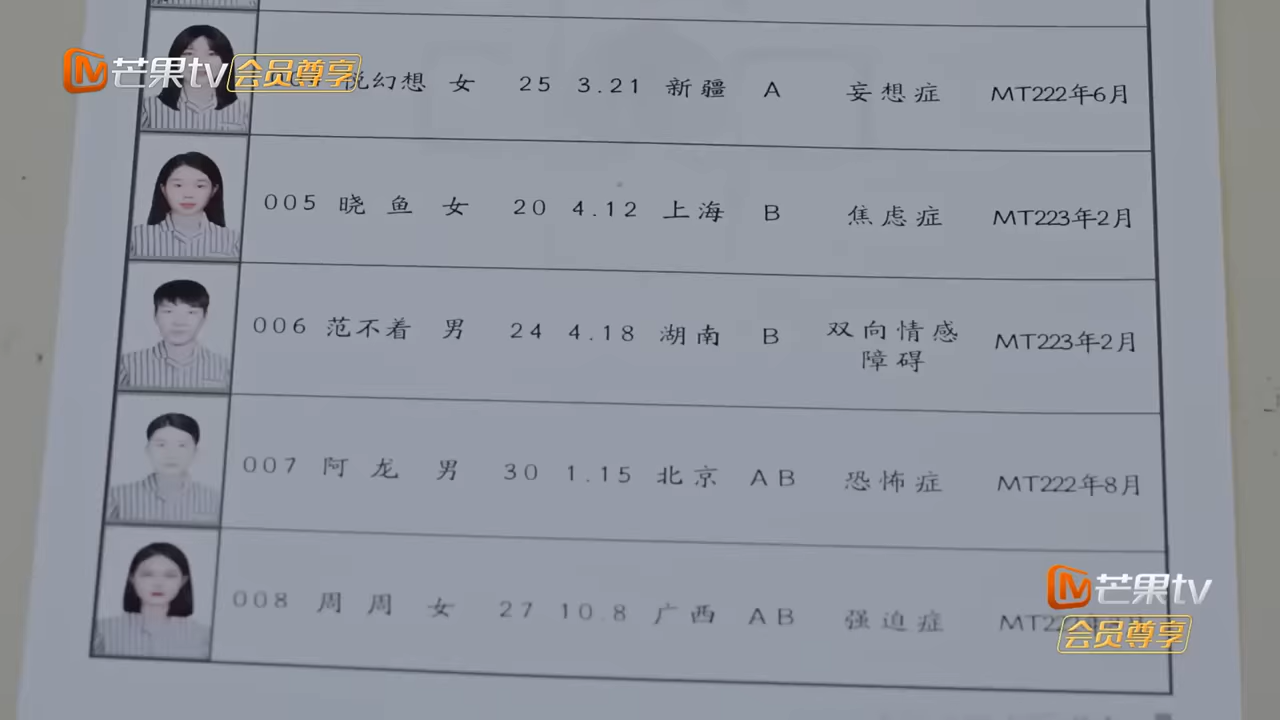 芒果tv 会员尊享
幻想 女 25 3.21 新疆 A 妄想症 MT222年6月
005 晓鱼 女 20 4.12 上海 B 焦虑症 MT223年2月
006 范不着 男 24 4.18 湖南 B 双向情感
障碍 MT223年2月
007 阿龙 男 30 1.15 北京 AB 恐怖症 MT222年8月
008 周周 女 27 10.8 广西 AB 强迫症
芒果tv
会员尊享